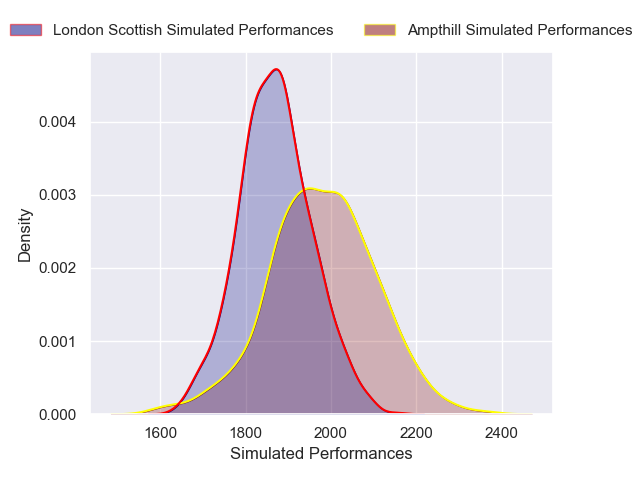 London Scottish Simulated Performances
Ampthill Simulated Performances
0.004
0.003
0.002
0.001
0.000
Density
1600 1800 2000 2200 2400
Simulated Performances